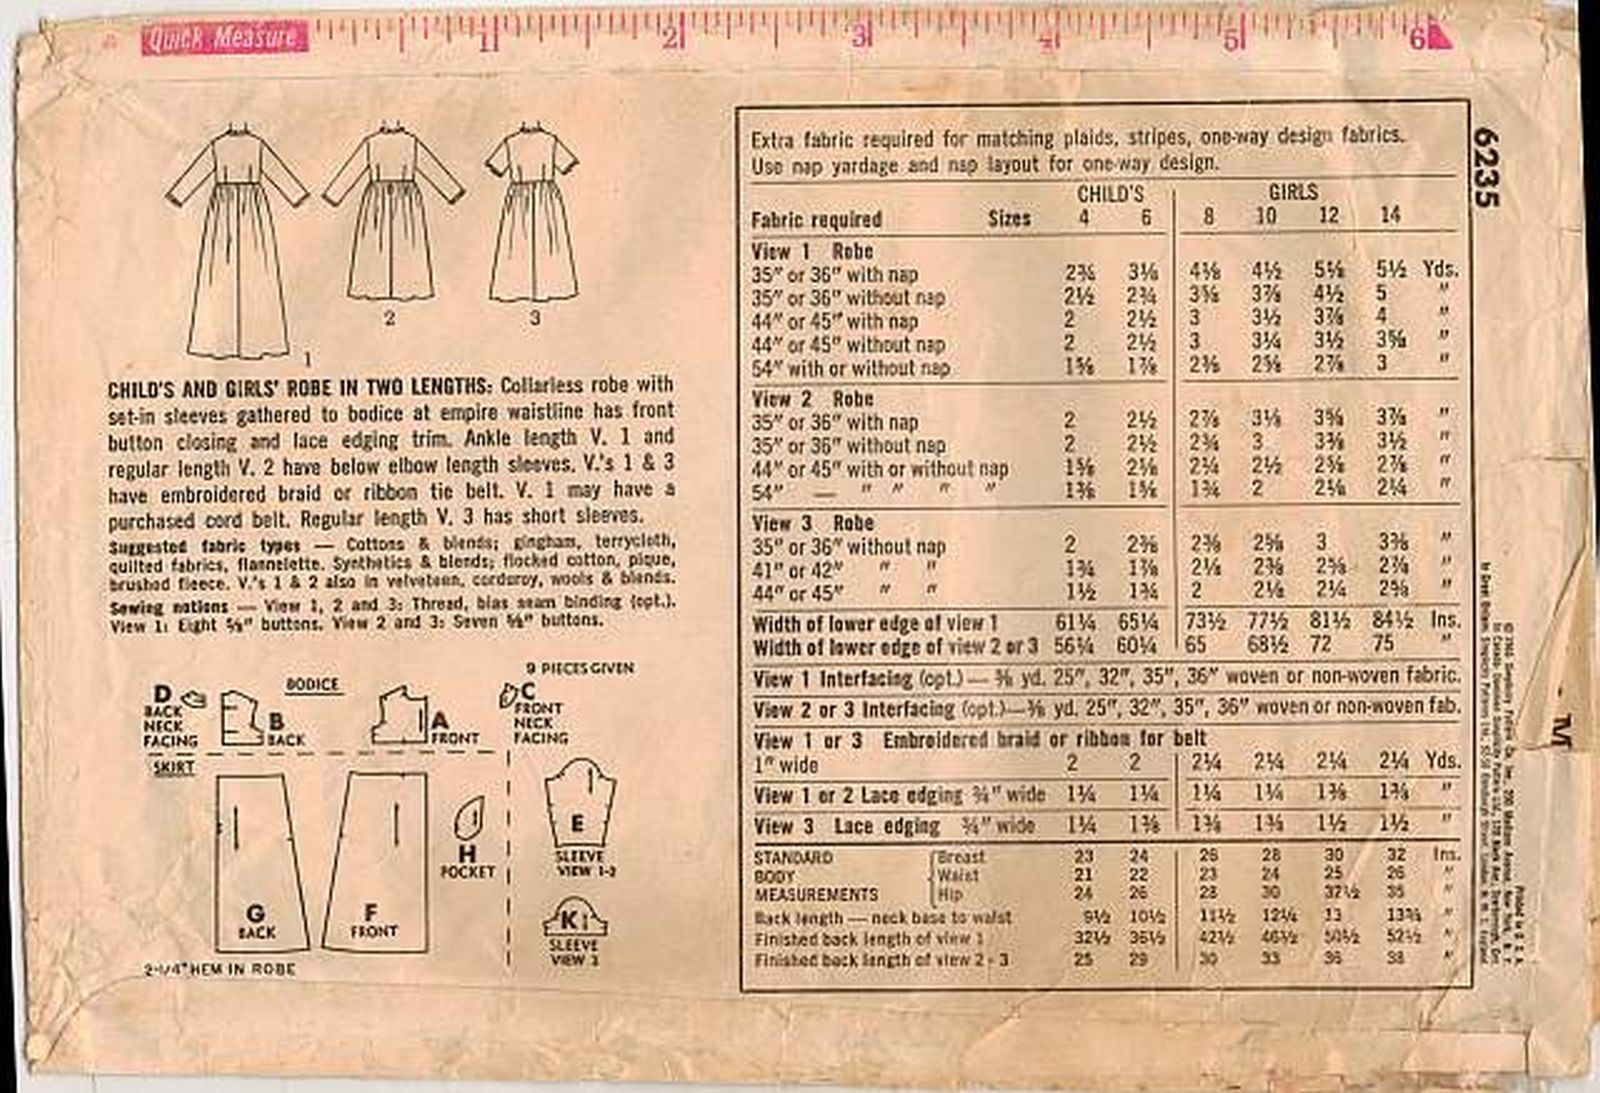 Quick Measure
1 2 3 4 5 6
6235
1
2
3
CHILD'S AND GIRLS' ROBE IN TWO LENGTHS: Collarless robe with
set-in sleeves gathered to bodice at empire waistline has front
button closing and lace edging trim. Ankle length V. 1 and
regular length V. 2 have below elbow length sleeves. V.'s 1 & 3
have embroidered braid or ribbon tie belt. V. 1 may have a
purchased cord belt. Regular length V. 3 has short sleeves.
Suggested fabric types — Cottons & blends; gingham, terrycloth,
quilted fabrics, flannelette. Synthetics & blends; flocked cotton, pique,
brushed fleece. V.'s 1 & 2 also in velveteen, corduroy, wools & blends.
Sewing notions — View 1, 2 and 3: Thread, bias seam binding (opt.).
View 1: Eight ⅝" buttons. View 2 and 3: Seven ⅝" buttons.
9 PIECES GIVEN
BODICE
D
BACK
NECK
FACING
B
BACK
A
FRONT
C
FRONT
NECK
FACING
SKIRT
G
BACK
F
FRONT
H
POCKET
E
SLEEVE
VIEW 1-2
K
SLEEVE
VIEW 3
2-1/4" HEM IN ROBE
Extra fabric required for matching plaids, stripes, one-way design fabrics.
Use nap yardage and nap layout for one-way design.
CHILD'S GIRLS
Fabric required Sizes 4 6 8 10 12 14
View 1 Robe
35" or 36" with nap 2¾ 3⅛ 4⅛ 4½ 5⅛ 5½ Yds.
35" or 36" without nap 2½ 2¾ 3⅜ 3⅞ 4½ 5 "
44" or 45" with nap 2 2½ 3 3½ 3⅞ 4 "
44" or 45" without nap 2 2½ 3 3¼ 3½ 3⅝ "
54" with or without nap 1⅝ 1⅞ 2⅜ 2⅝ 2⅞ 3 "
View 2 Robe
35" or 36" with nap 2 2½ 2⅞ 3⅛ 3⅝ 3⅞ "
35" or 36" without nap 2 2½ 2¾ 3 3⅜ 3½ "
44" or 45" with or without nap 1⅝ 2⅛ 2¼ 2½ 2⅝ 2⅞ "
54" — " " " " 1⅜ 1⅝ 1¾ 2 2⅛ 2¼ "
View 3 Robe
35" or 36" without nap 2 2⅜ 2⅜ 2⅝ 3 3⅜ "
41" or 42" " " 1¾ 1⅞ 2⅛ 2⅜ 2⅝ 2⅞ "
44" or 45" " " 1½ 1¾ 2 2⅛ 2¼ 2⅝ "
Width of lower edge of view 1 61¼ 65¼ 73½ 77½ 81½ 84½ Ins.
Width of lower edge of view 2 or 3 56¼ 60¼ 65 68½ 72 75 "
View 1 Interfacing (opt.) — ⅜ yd. 25", 32", 35", 36" woven or non-woven fabric.
View 2 or 3 Interfacing (opt.)—⅜ yd. 25", 32", 35", 36" woven or non-woven fab.
View 1 or 3 Embroidered braid or ribbon for belt
1" wide 2 2 2¼ 2¼ 2¼ 2¼ Yds.
View 1 or 2 Lace edging ¾" wide 1¼ 1¼ 1¼ 1¼ 1⅜ 1⅜ "
View 3 Lace edging ¾" wide 1¼ 1⅜ 1⅜ 1⅜ 1½ 1½ "
STANDARD Breast 23 24 26 28 30 32 Ins.
BODY Waist 21 22 23 24 25 26 "
MEASUREMENTS Hip 24 26 28 30 32½ 35 "
Back length — neck base to waist 9½ 10½ 11½ 12¼ 13 13¾ "
Finished back length of view 1 32½ 36½ 42½ 46½ 50½ 52½ "
Finished back length of view 2 - 3 25 29 30 33 36 38 "
M
Printed in U. S. A.